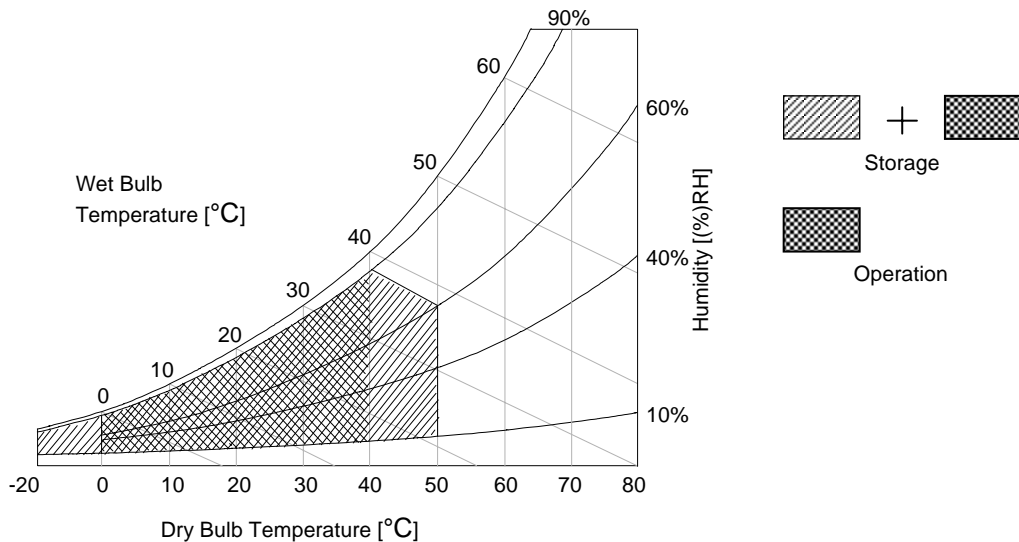 90%
60
60%
50
Wet Bulb
Temperature [°C]
40
40%
30
20
10
0
10%
Humidity [(%)RH]
-20 0 10 20 30 40 50 60 70 80
Dry Bulb Temperature [°C]
+
Storage
Operation